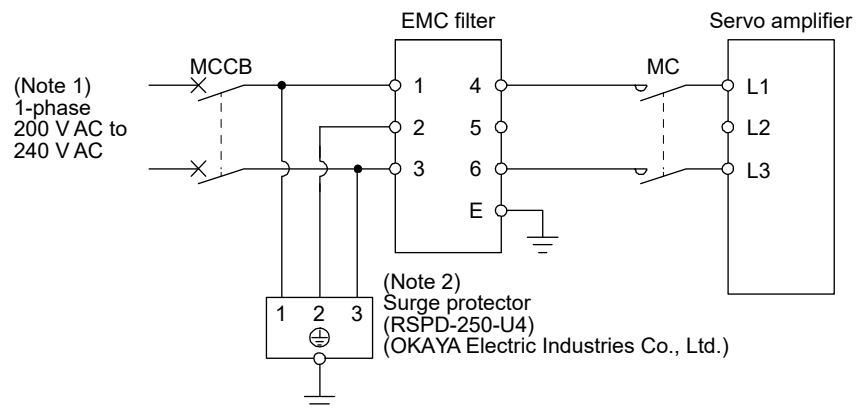 EMC filter
Servo amplifier
(Note 1)
1-phase
200 V AC to
240 V AC
MCCB
MC
1
2
3
4
5
6
E
L1
L2
L3
(Note 2)
Surge protector
(RSPD-250-U4)
(OKAYA Electric Industries Co., Ltd.)
1 2 3